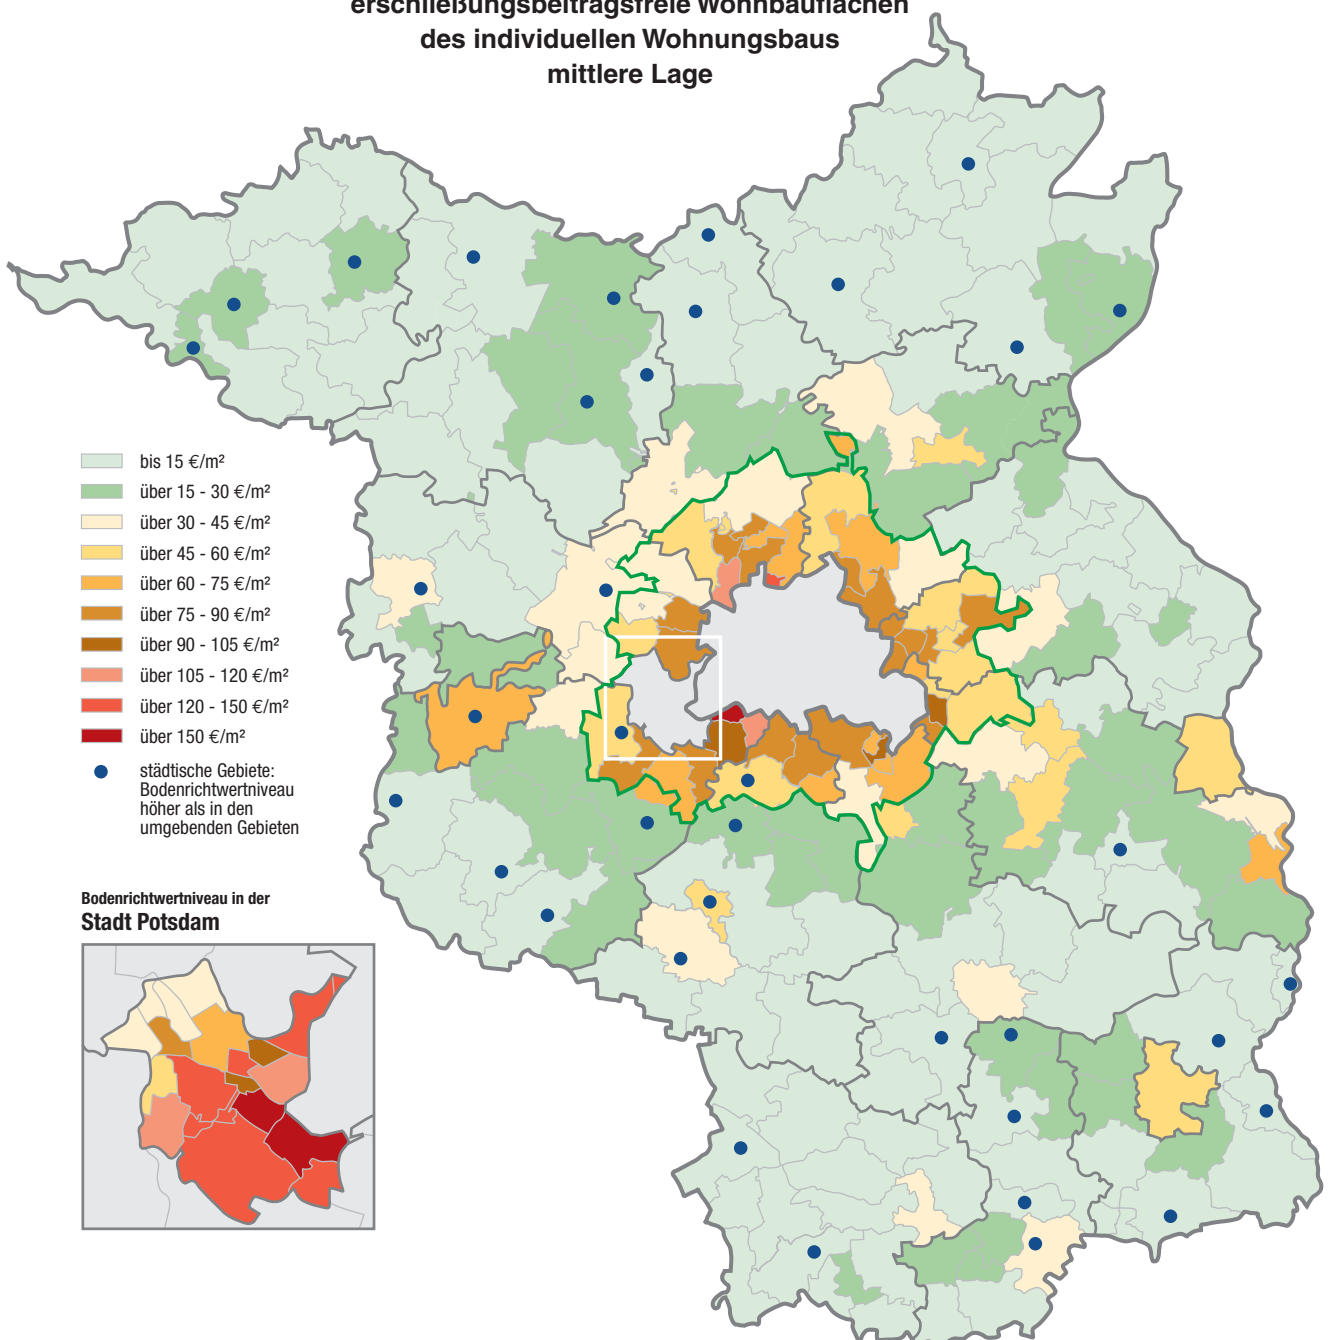 erschließungsbeitragsfreie Wohnbauflächen
des individuellen Wohnungsbaus
mittlere Lage
bis 15 €/m²
über 15 - 30 €/m²
über 30 - 45 €/m²
über 45 - 60 €/m²
über 60 - 75 €/m²
über 75 - 90 €/m²
über 90 - 105 €/m²
über 105 - 120 €/m²
über 120 - 150 €/m²
über 150 €/m²
städtische Gebiete:
Bodenrichtwertniveau
höher als in den
umgebenden Gebieten
Bodenrichtwertniveau in der
Stadt Potsdam